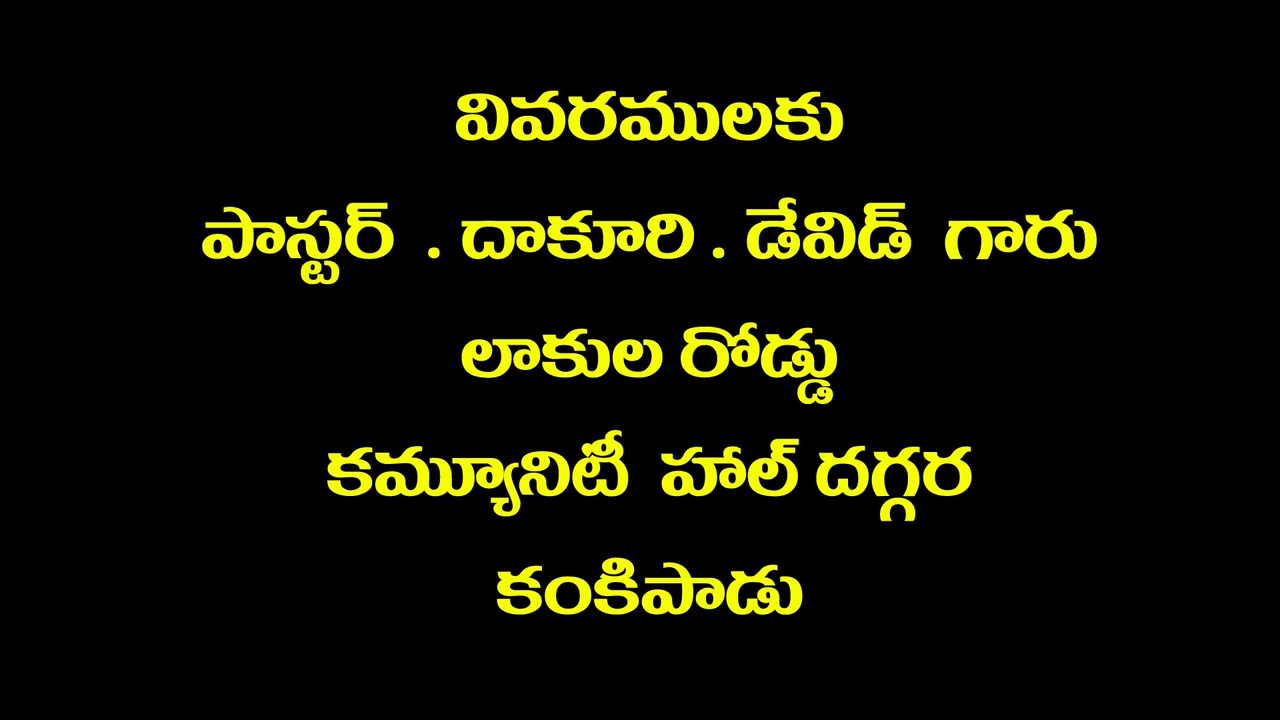 వివరములకు
పాస్టర్ . దాకూరి . డేవిడ్ గారు
లాకుల రోడ్డు
కమ్యూనిటీ హాల్ దగ్గర
కంకిపాడు